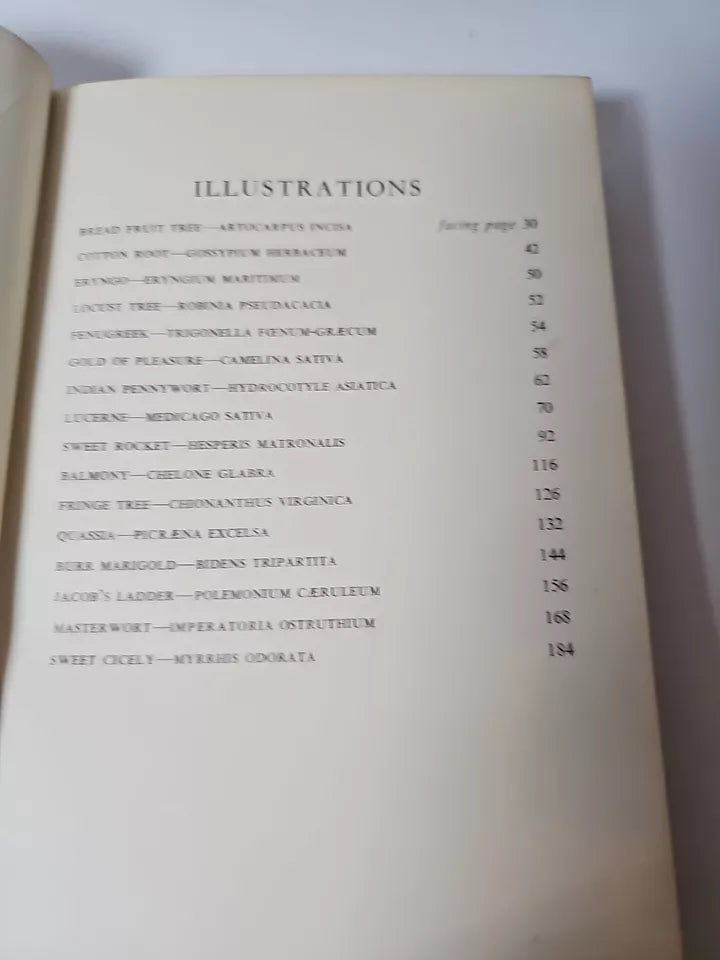 ILLUSTRATIONS
BREAD FRUIT TREE—ARTOCARPUS INCISA facing page 30
COTTON ROOT—GOSSYPIUM HERBACEUM 42
ERYNGO—ERYNGIUM MARITIMUM 50
LOCUST TREE—ROBINIA PSEUDACACIA 52
FENUGREEK—TRIGONELLA FŒNUM-GRÆCUM 54
GOLD OF PLEASURE—CAMELINA SATIVA 58
INDIAN PENNYWORT—HYDROCOTYLE ASIATICA 62
LUCERNE—MEDICAGO SATIVA 70
SWEET ROCKET—HESPERIS MATRONALIS 92
BALMONY—CHELONE GLABRA 116
FRINGE TREE—CHIONANTHUS VIRGINICA 126
QUASSIA—PICRÆNA EXCELSA 132
BURR MARIGOLD—BIDENS TRIPARTITA 144
JACOB'S LADDER—POLEMONIUM CÆRULEUM 156
MASTERWORT—IMPERATORIA OSTRUTHIUM 168
SWEET CICELY—MYRRHIS ODORATA 184